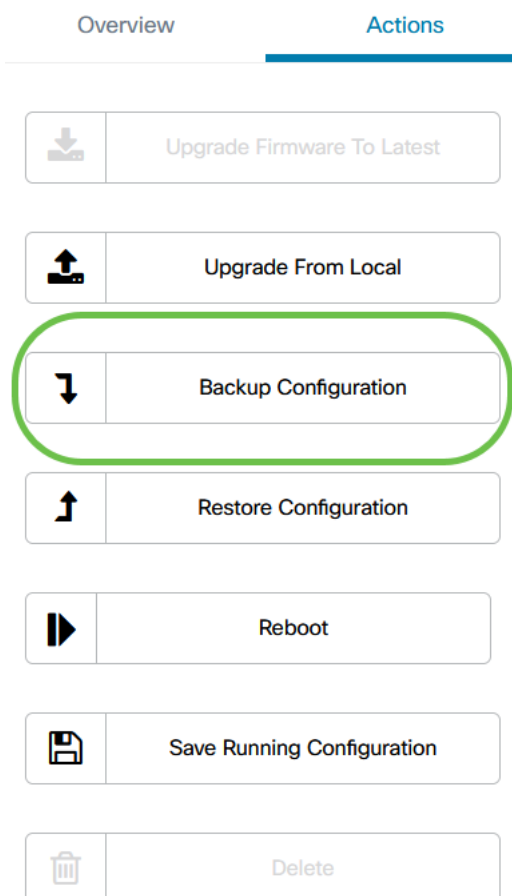 Overview Actions
Upgrade Firmware To Latest
Upgrade From Local
Backup Configuration
Restore Configuration
Reboot
Save Running Configuration
Delete